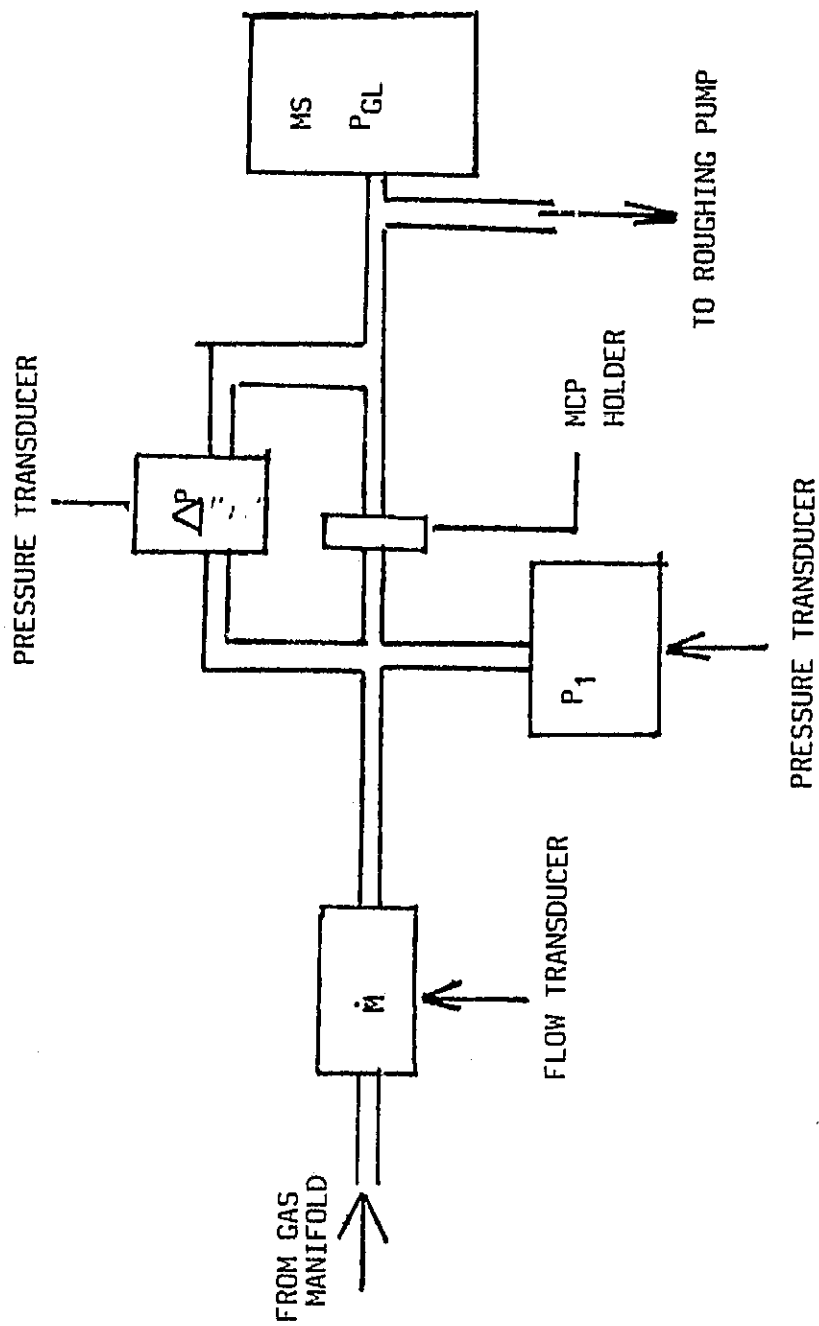 PRESSURE TRANSDUCER
ΔP
MS
P_GL
MCP
HOLDER
TO ROUGHING PUMP
P_1
PRESSURE TRANSDUCER
Ṁ
FLOW TRANSDUCER
FROM GAS
MANIFOLD